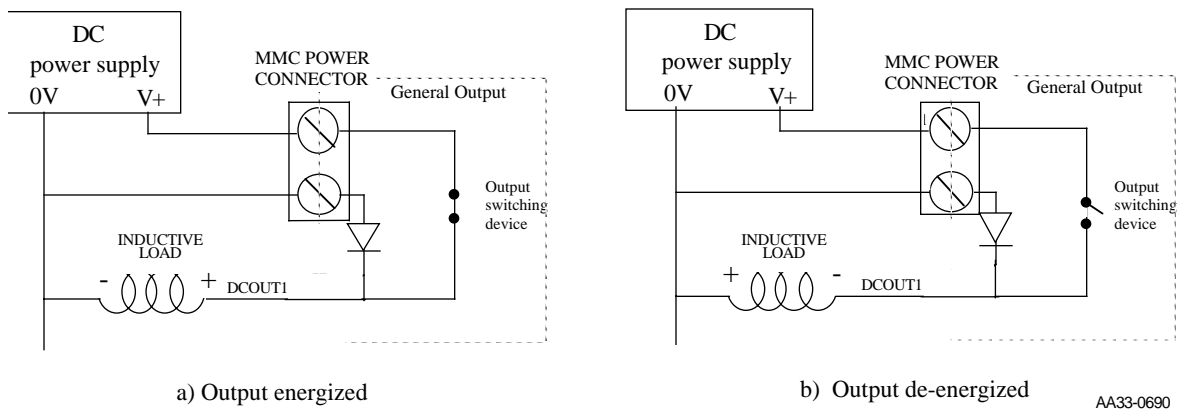 DC
power supply
0V V+
MMC POWER
CONNECTOR
General Output
Output
switching
device
INDUCTIVE
LOAD
- +
DCOUT1
a) Output energized
DC
power supply
0V V+
MMC POWER
CONNECTOR
General Output
Output
switching
device
INDUCTIVE
LOAD
+ -
DCOUT1
b) Output de-energized
AA33-0690